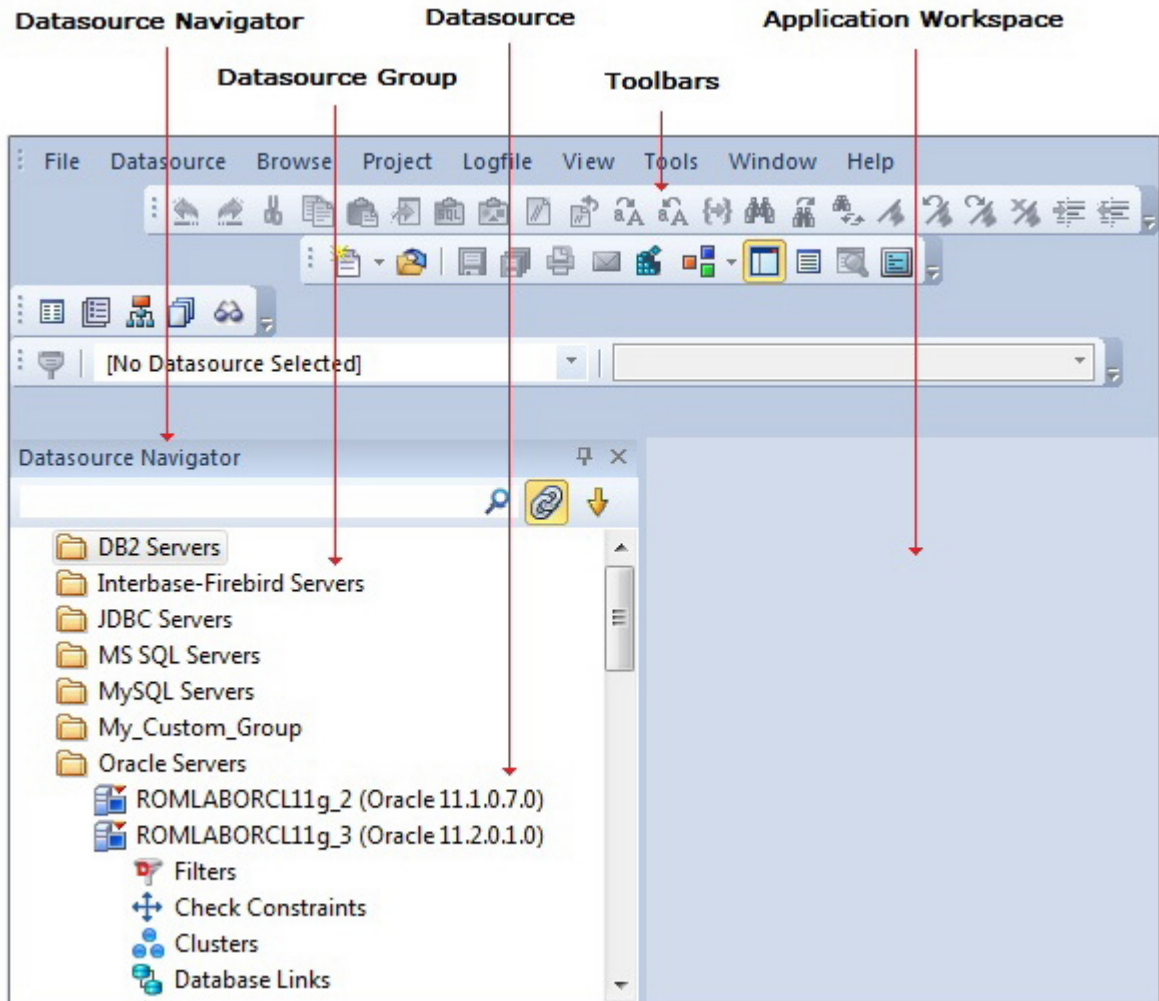 Datasource Navigator
Datasource
Application Workspace
Datasource Group
Toolbars
File Datasource Browse Project Logfile View Tools Window Help
[No Datasource Selected]
Datasource Navigator
DB2 Servers
Interbase-Firebird Servers
JDBC Servers
MS SQL Servers
MySQL Servers
My_Custom_Group
Oracle Servers
ROMLABORCL11g_2 (Oracle 11.1.0.7.0)
ROMLABORCL11g_3 (Oracle 11.2.0.1.0)
Filters
Check Constraints
Clusters
Database Links